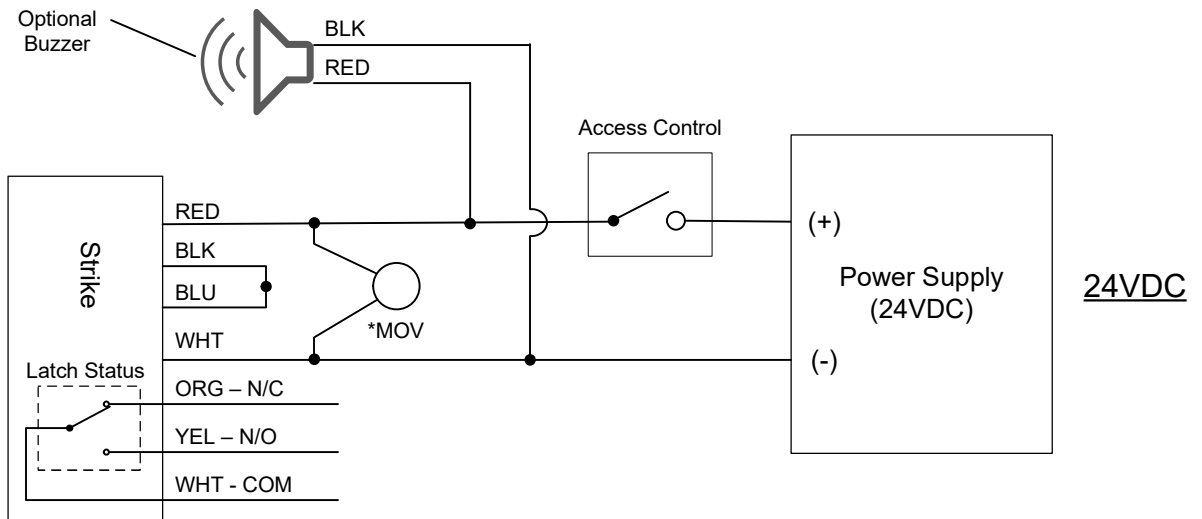 Optional
Buzzer
BLK
RED
Access Control
RED
BLK
BLU
WHT
Strike
*MOV
(+)
Power Supply
(24VDC)
(-)
24VDC
Latch Status
ORG – N/C
YEL – N/O
WHT - COM